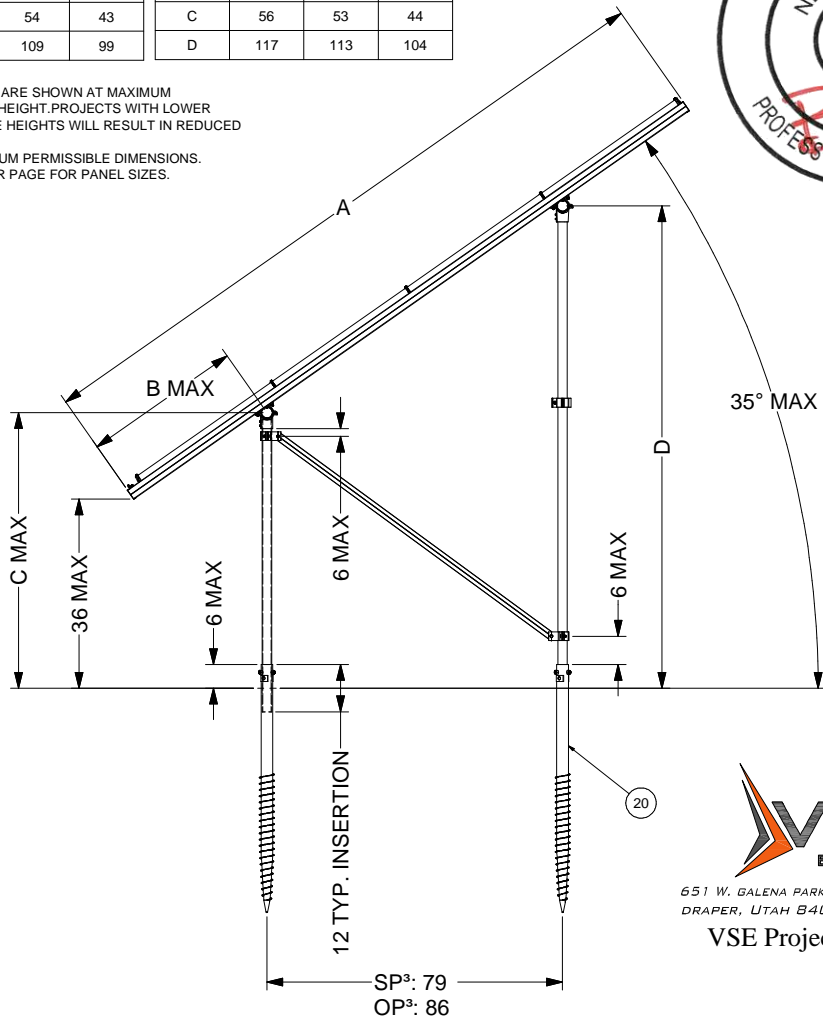 54 43
109 99
C 56 53 44
D 117 113 104
ARE SHOWN AT MAXIMUM
HEIGHT.PROJECTS WITH LOWER
HEIGHTS WILL RESULT IN REDUCED
UM PERMISSIBLE DIMENSIONS.
R PAGE FOR PANEL SIZES.
PROFESS
A
B MAX
35° MAX
D
C MAX
36 MAX
6 MAX
6 MAX
6 MAX
12 TYP. INSERTION
20
651 W. GALENA PARK
DRAPER, UTAH 840
VSE Projec
SP³: 79
OP³: 86